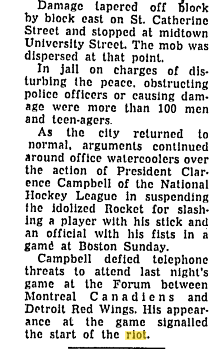 Damage tapered off block
by block east on St. Catherine
Street and stopped at midtown
University Street. The mob was
dispersed at that point.
In jail on charges of dis-
turbing the peace, obstructing
police officers or causing dam-
age were more than 100 men
and teen-agers.
As the city returned to
normal, arguments continued
around office watercoolers over
the action of President Clar-
ence Campbell of the National
Hockey League in suspending
the idolized Rocket for slash-
ing a player with his stick and
an official with his fists in a
game at Boston Sunday.
Campbell defied telephone
threats to attend last night's
game at the Forum between
Montreal Canadiens and
Detroit Red Wings. His appear-
ance at the game signalled
the start of the riot.